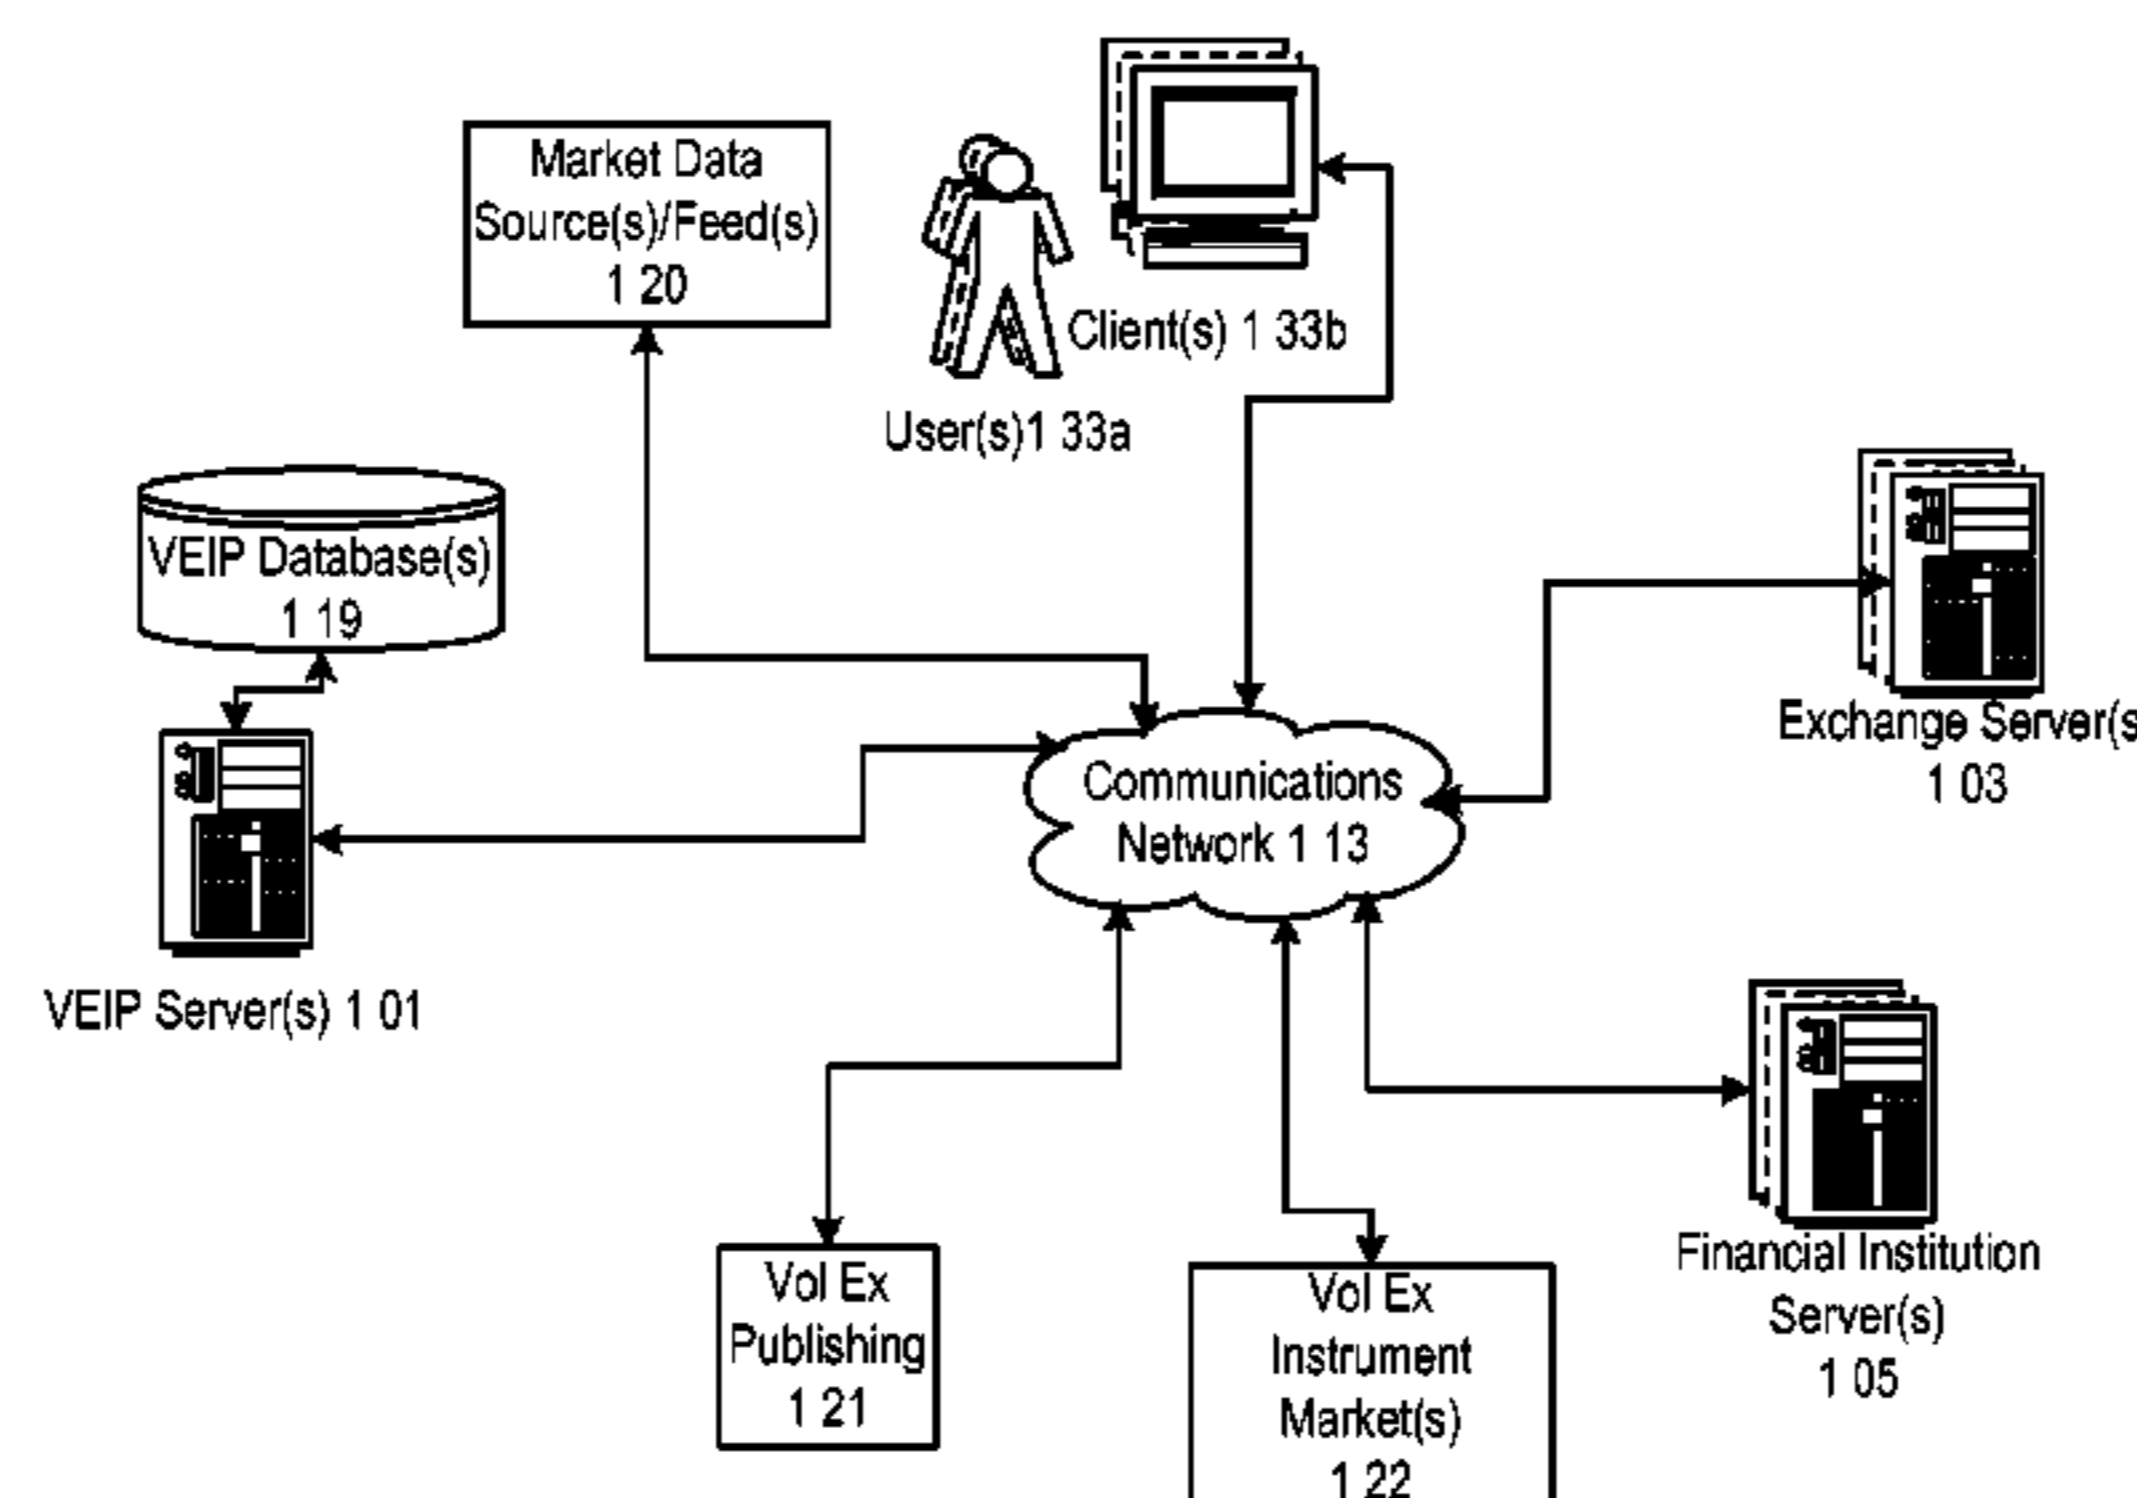 Market Data
Source(s)/Feed(s)
1 20
Client(s) 1 33b
User(s)1 33a
VEIP Database(s)
1 19
Exchange Server(s
1 03
Communications
Network 1 13
VEIP Server(s) 1 01
Vol Ex
Publishing
1 21
Vol Ex
Instrument
Market(s)
1 22
Financial Institution
Server(s)
1 05